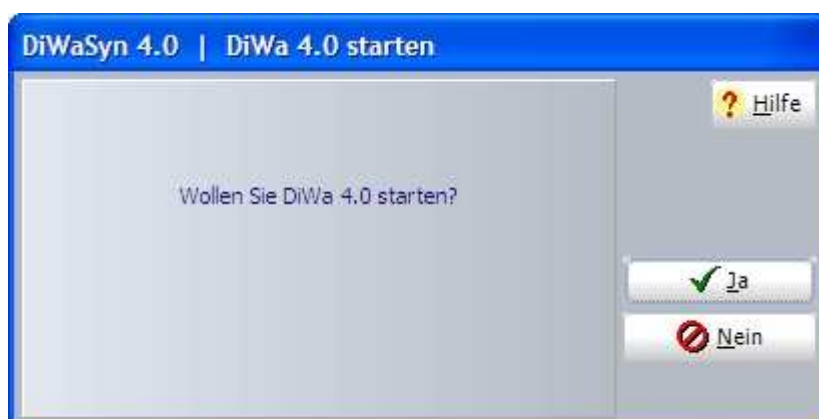 DiWaSyn 4.0 | DiWa 4.0 starten
? Hilfe
Wollen Sie DiWa 4.0 starten?
Ja
Nein